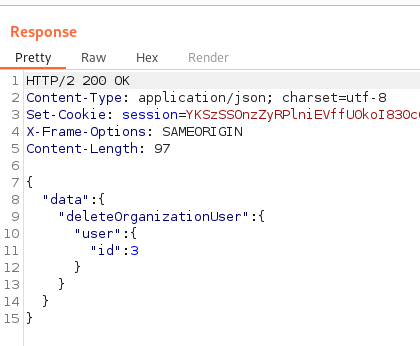 Response
Pretty Raw Hex Render
1 HTTP/2 200 OK
2 Content-Type: application/json; charset=utf-8
3 Set-Cookie: session=YKSzSSOnzZyRPlniEVffUOkoI83Oc
4 X-Frame-Options: SAMEORIGIN
5 Content-Length: 97
6
7 {
8 "data":{
9 "deleteOrganizationUser":{
10 "user":{
11 "id":3
12 }
13 }
14 }
15 }